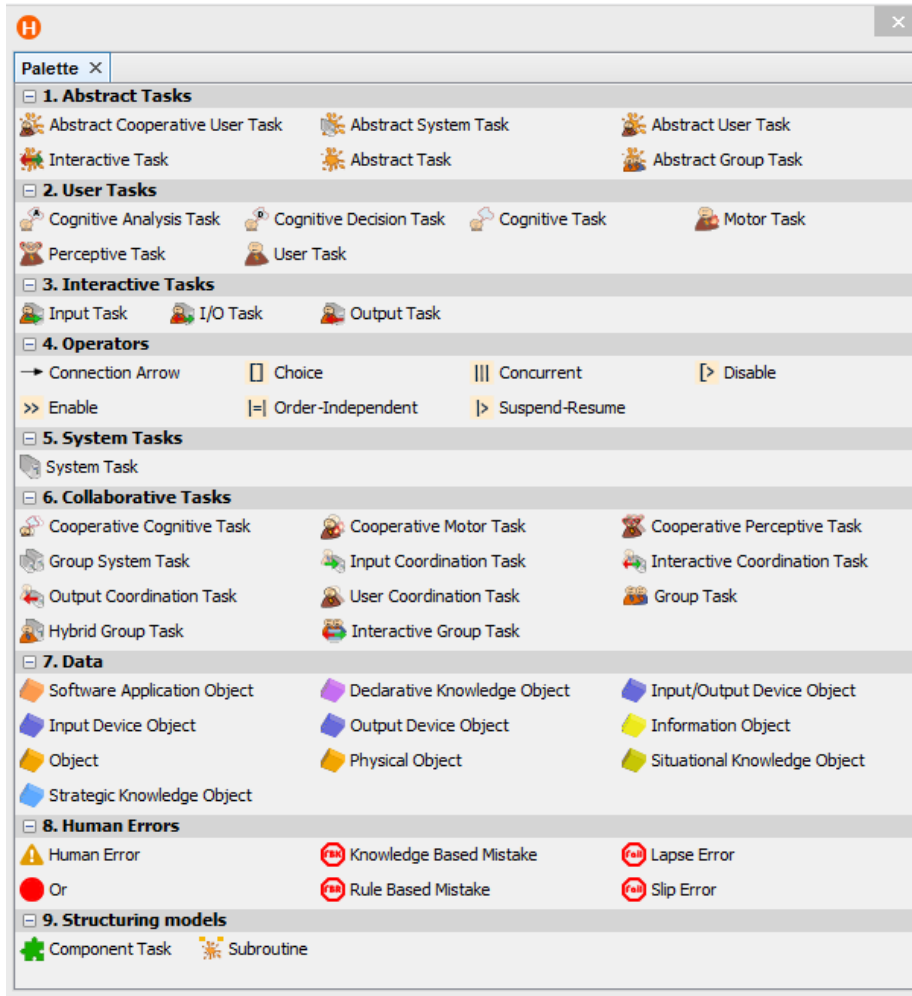 H
Palette
1. Abstract Tasks
Abstract Cooperative User Task Abstract System Task Abstract User Task
Interactive Task Abstract Task Abstract Group Task
2. User Tasks
Cognitive Analysis Task Cognitive Decision Task Cognitive Task Motor Task
Perceptive Task User Task
3. Interactive Tasks
Input Task I/O Task Output Task
4. Operators
Connection Arrow [] Choice ||| Concurrent [> Disable
>> Enable |=| Order-Independent |> Suspend-Resume
5. System Tasks
System Task
6. Collaborative Tasks
Cooperative Cognitive Task Cooperative Motor Task Cooperative Perceptive Task
Group System Task Input Coordination Task Interactive Coordination Task
Output Coordination Task User Coordination Task Group Task
Hybrid Group Task Interactive Group Task
7. Data
Software Application Object Declarative Knowledge Object Input/Output Device Object
Input Device Object Output Device Object Information Object
Object Physical Object Situational Knowledge Object
Strategic Knowledge Object
8. Human Errors
Human Error Knowledge Based Mistake Lapse Error
Or Rule Based Mistake Slip Error
9. Structuring models
Component Task Subroutine